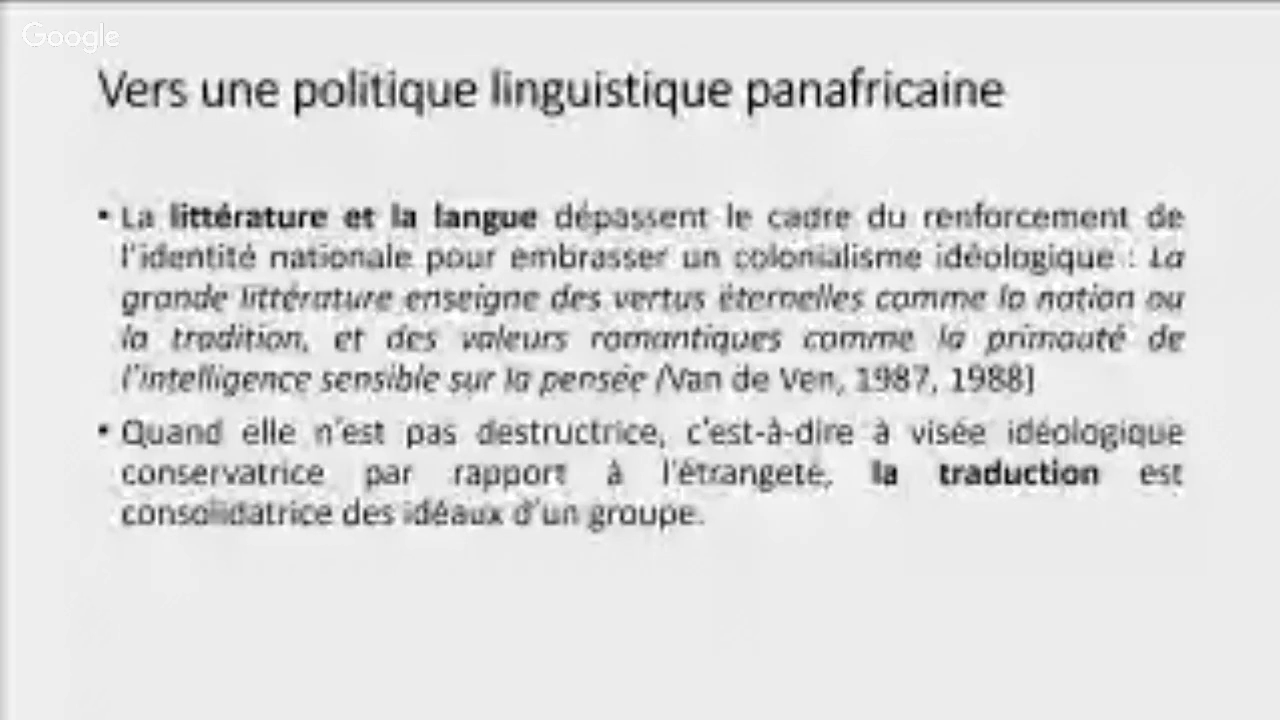 Google
Vers une politique linguistique panafricaine
• La littérature et la langue dépassent le cadre du renforcement de
l'identité nationale pour embrasser un colonialisme idéologique : La
grande littérature enseigne des vertus éternelles comme la nation ou
la tradition, et des valeurs romantiques comme la primauté de
l'intelligence sensible sur la pensée (Van de Ven, 1987, 1988)
• Quand elle n'est pas destructrice, c'est-à-dire à visée idéologique
conservatrice par rapport à l'étrangeté, la traduction est
consolidatrice des idéaux d'un groupe.